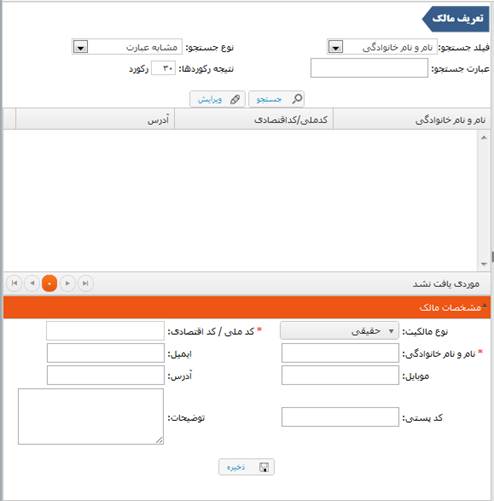 تعریف مالک
فیلد جستجو: نام و نام خانوادگی نوع جستجو: مشابه عبارت
عبارت جستجو: نتیجه رکوردها: ۳۰ رکورد
جستجو ویرایش
نام و نام خانوادگی کدملی/کداقتصادی آدرس
موردی یافت نشد
مشخصات مالک
نوع مالکیت: حقیقی * کد ملی / کد اقتصادی:
* نام و نام خانوادگی: ایمیل:
موبایل: آدرس:
کد پستی: توضیحات:
ذخیره